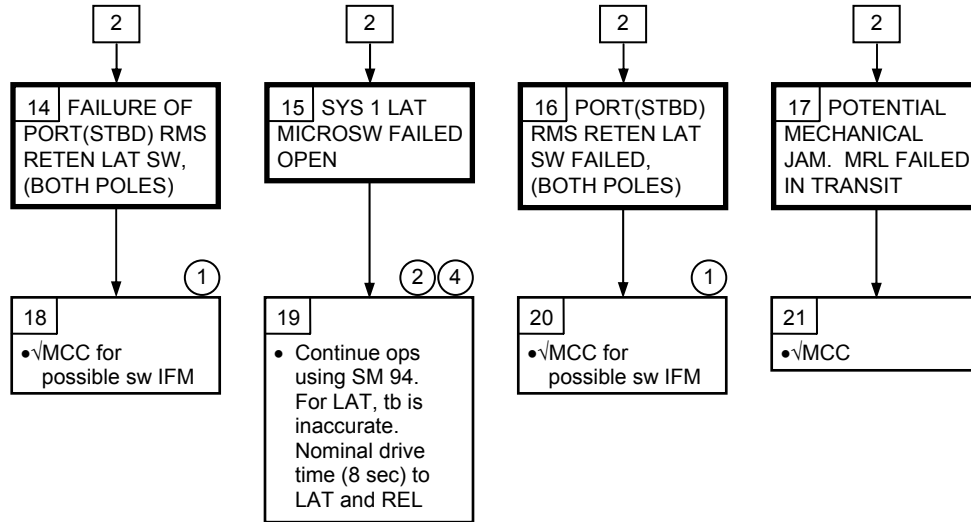 2
2
2
2
14 FAILURE OF
PORT(STBD) RMS
RETEN LAT SW,
(BOTH POLES)
15 SYS 1 LAT
MICROSW FAILED
OPEN
16 PORT(STBD)
RMS RETEN LAT
SW FAILED,
(BOTH POLES)
17 POTENTIAL
MECHANICAL
JAM. MRL FAILED
IN TRANSIT
1
18
•√MCC for
possible sw IFM
2 4
19
• Continue ops
using SM 94.
For LAT, tb is
inaccurate.
Nominal drive
time (8 sec) to
LAT and REL
1
20
•√MCC for
possible sw IFM
21
•√MCC